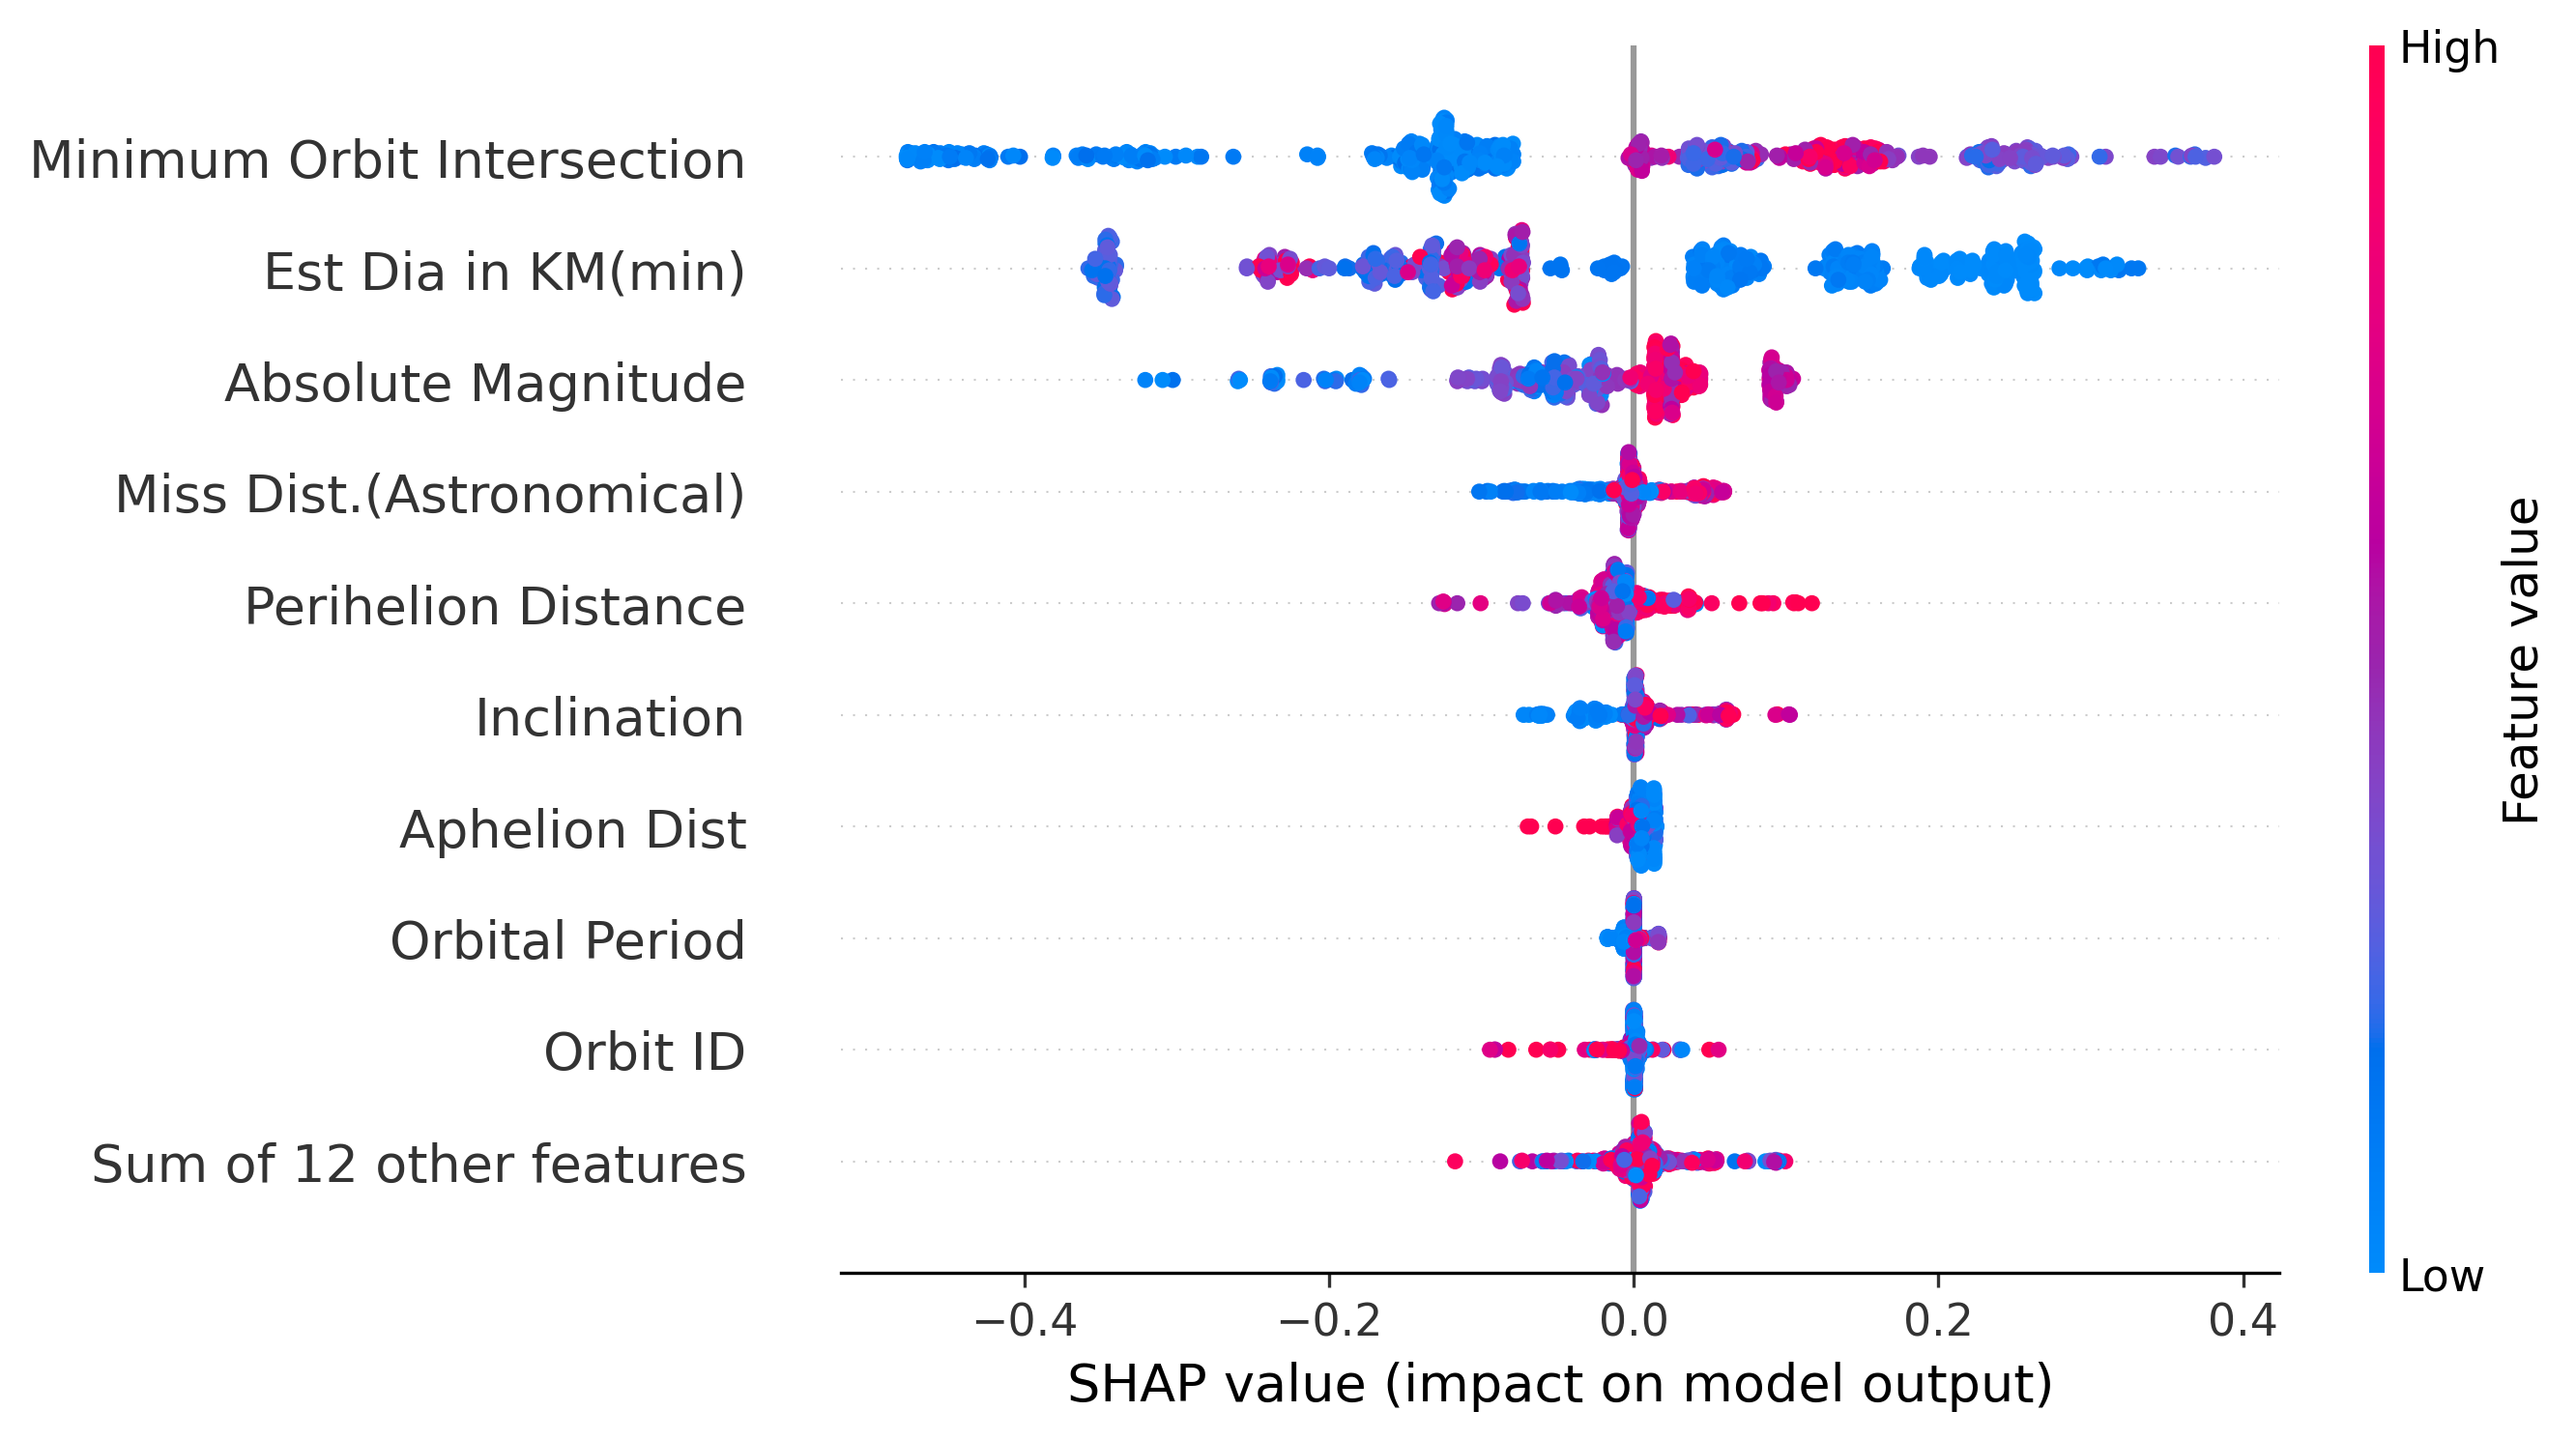 High
Minimum Orbit Intersection
Est Dia in KM(min)
Absolute Magnitude
Miss Dist.(Astronomical)
Perihelion Distance
Inclination
Aphelion Dist
Orbital Period
Orbit ID
Sum of 12 other features
Feature value
Low
−0.4 −0.2 0.0 0.2 0.4
SHAP value (impact on model output)